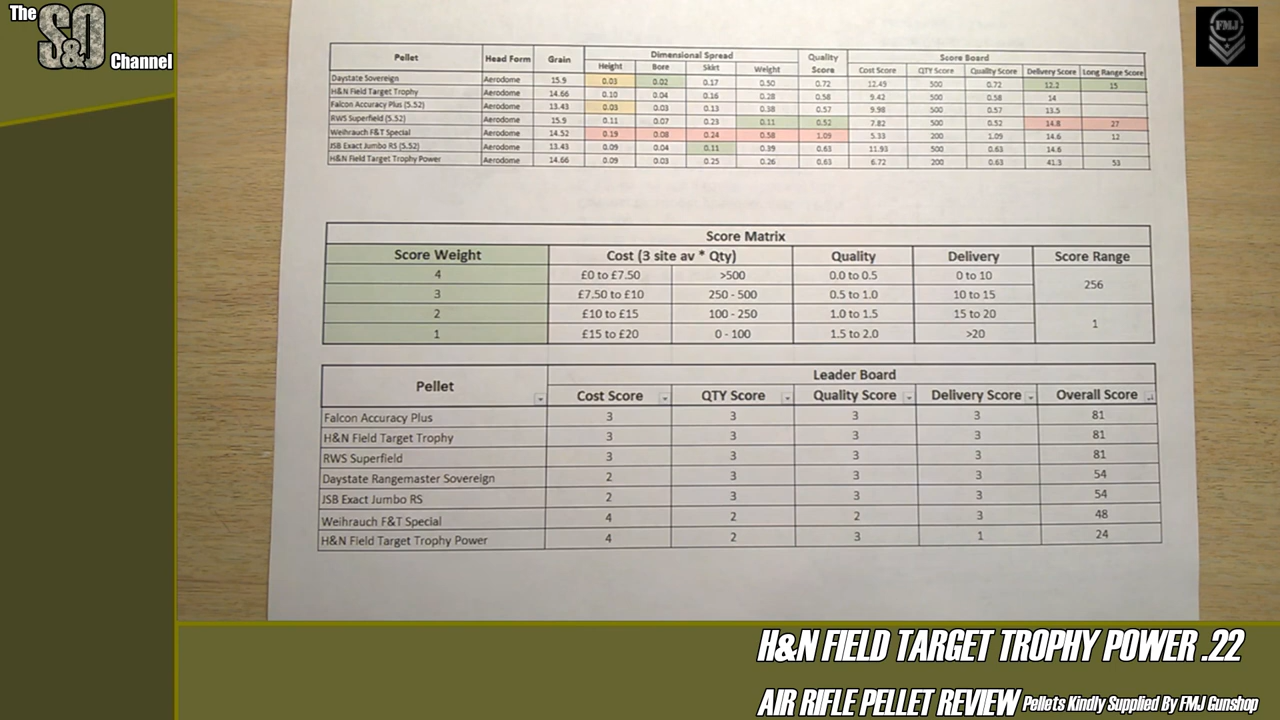 The
S&D
Channel
FMJ
Pellet Head Form Grain Dimensional Spread Quality Score Score Board
Height Bore Skirt Weight Cost Score QTY Score Quality Score Delivery Score Long Range Score
Daystate Sovereign Aerodome 15.9 0.03 0.02 0.17 0.50 0.72 12.49 500 0.72 12.2 15
H&N Field Target Trophy Aerodome 14.66 0.10 0.04 0.16 0.28 0.58 9.42 500 0.58 14
Falcon Accuracy Plus (5.52) Aerodome 13.43 0.03 0.03 0.13 0.38 0.57 9.98 500 0.57 13.5
RWS Superfield (5.52) Aerodome 15.9 0.11 0.07 0.23 0.11 0.52 7.82 500 0.52 14.8 27
Weihrauch F&T Special Aerodome 14.52 0.19 0.08 0.24 0.58 1.09 5.33 200 1.09 14.6 12
JSB Exact Jumbo RS (5.52) Aerodome 13.43 0.09 0.04 0.11 0.39 0.63 11.93 500 0.63 14.6
H&N Field Target Trophy Power Aerodome 14.66 0.09 0.03 0.25 0.26 0.63 6.72 200 0.63 41.3 53
Score Matrix
Score Weight Cost (3 site av * Qty) Quality Delivery Score Range
4 £0 to £7.50 >500 0.0 to 0.5 0 to 10 256
3 £7.50 to £10 250 - 500 0.5 to 1.0 10 to 15
2 £10 to £15 100 - 250 1.0 to 1.5 15 to 20 1
1 £15 to £20 0 - 100 1.5 to 2.0 >20
Pellet Leader Board
Cost Score QTY Score Quality Score Delivery Score Overall Score
Falcon Accuracy Plus 3 3 3 3 81
H&N Field Target Trophy 3 3 3 3 81
RWS Superfield 3 3 3 3 81
Daystate Rangemaster Sovereign 2 3 3 3 54
JSB Exact Jumbo RS 2 3 3 3 54
Weihrauch F&T Special 4 2 2 3 48
H&N Field Target Trophy Power 4 2 3 1 24
H&N FIELD TARGET TROPHY POWER .22
AIR RIFLE PELLET REVIEW Pellets Kindly Supplied By FMJ Gunshop